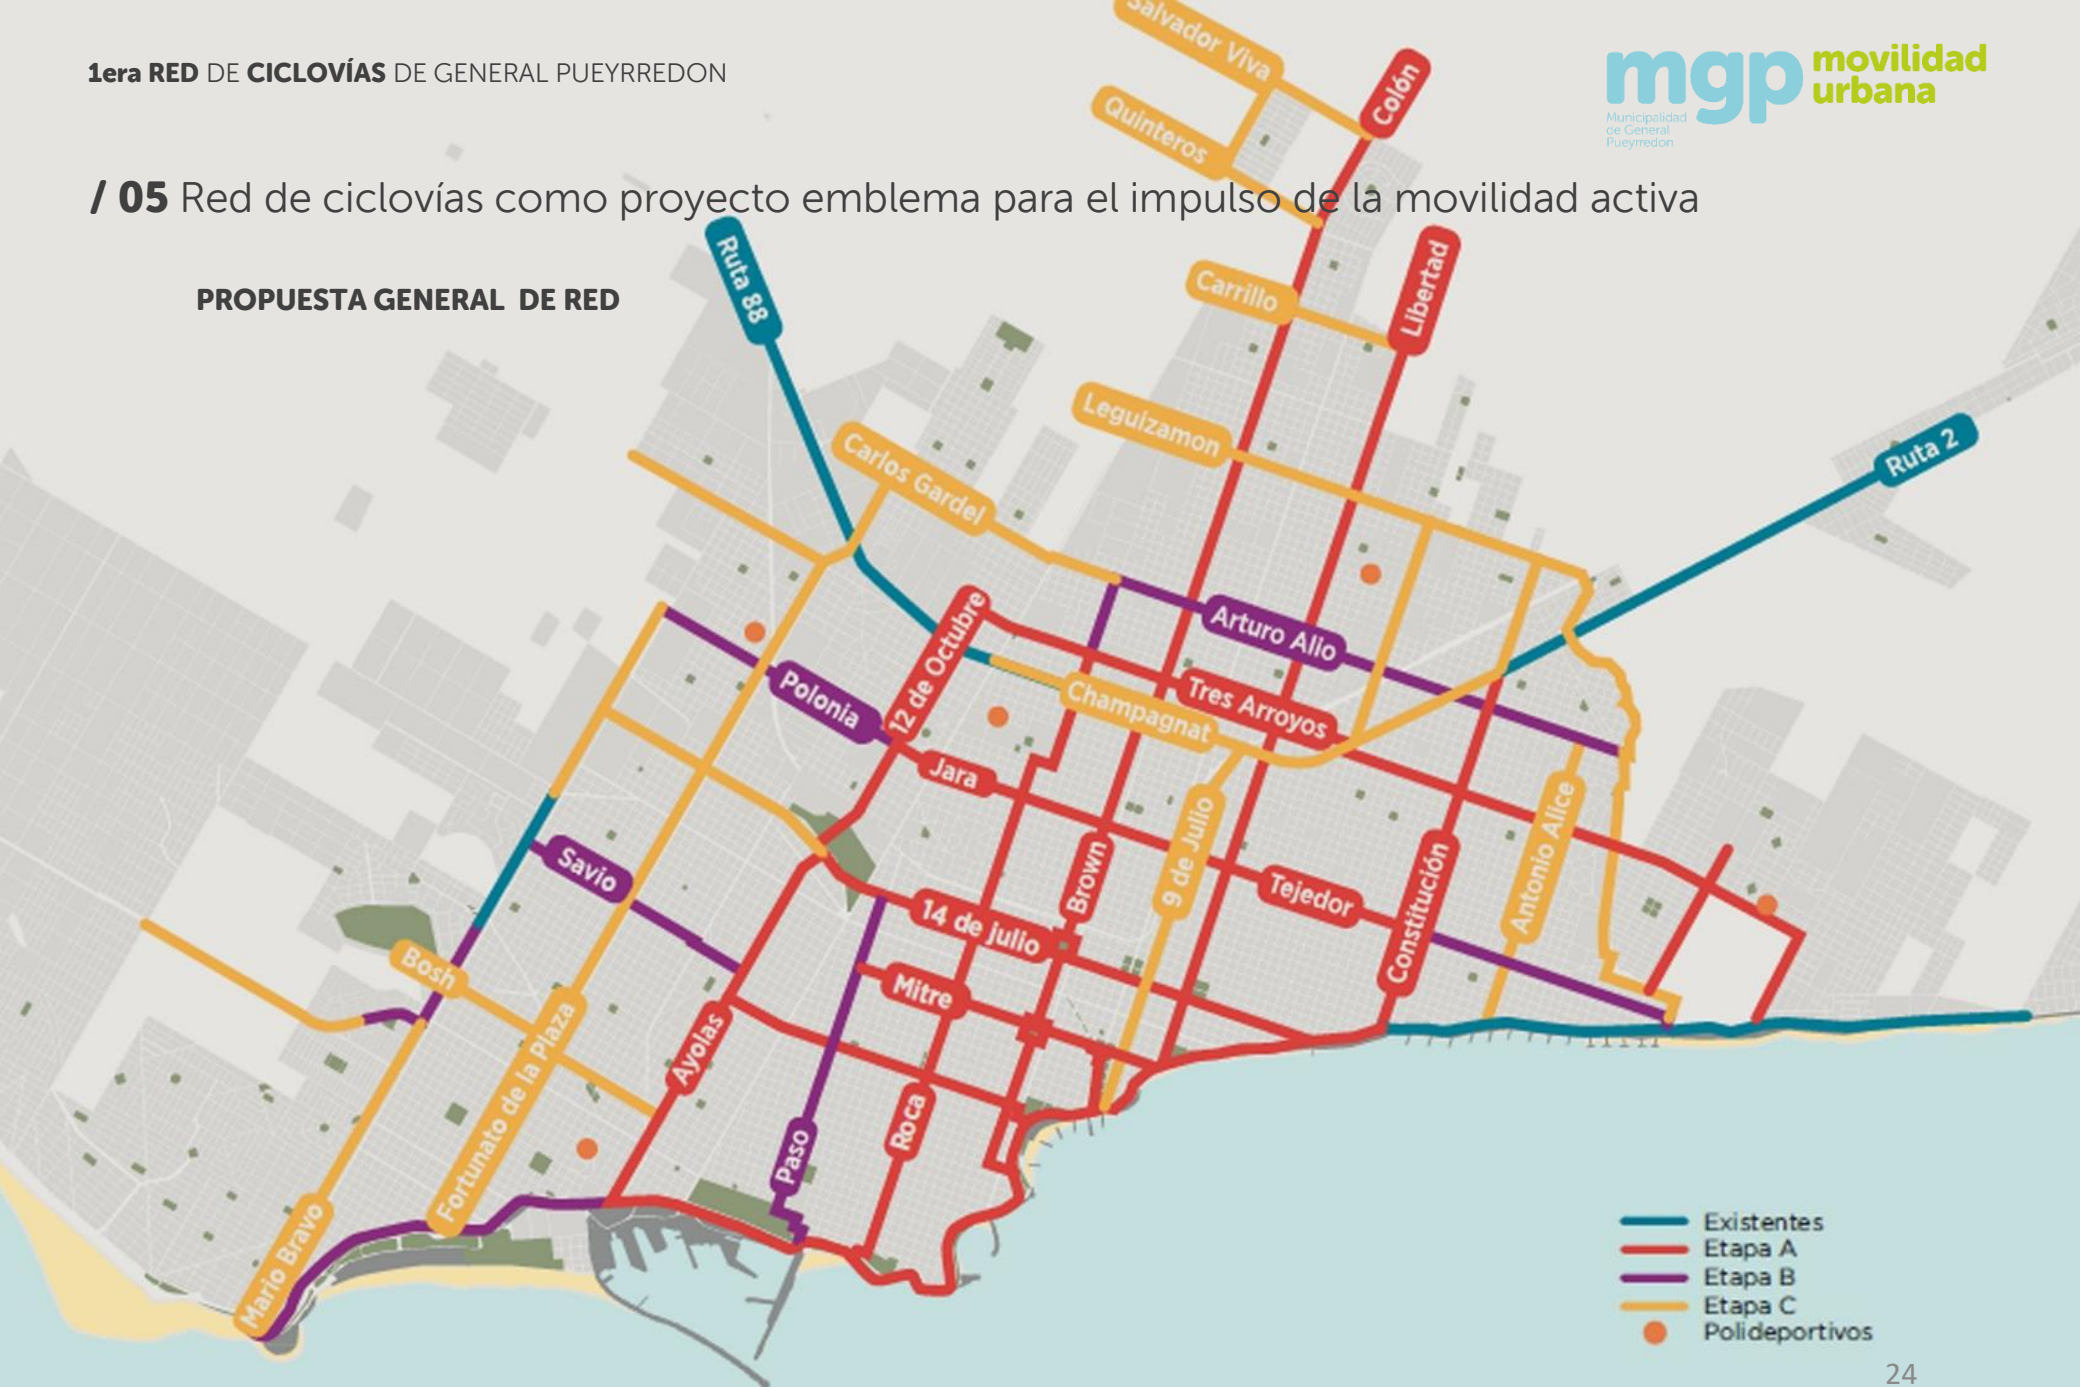 1era RED DE CICLOVÍAS DE GENERAL PUEYRREDON
mgp movilidad urbana
Municipalidad
de General
Pueyrredon
/ 05 Red de ciclovías como proyecto emblema para el impulso de la movilidad activa
PROPUESTA GENERAL DE RED
Salvador Viva
Colón
Quinteros
Ruta 88
Libertad
Carrillo
Leguizamon
Carlos Gardel
Ruta 2
12 de Octubre
Arturo Alio
Polonia
Tres Arroyos
Champagnat
Jara
9 de Julio
Antonio Alice
Brown
Constitución
Savio
Tejedor
14 de julio
Bosh
Mitre
Ayolas
Fortunato de la Plaza
Roca
Paso
Mario Bravo
Existentes
Etapa A
Etapa B
Etapa C
Polideportivos
24